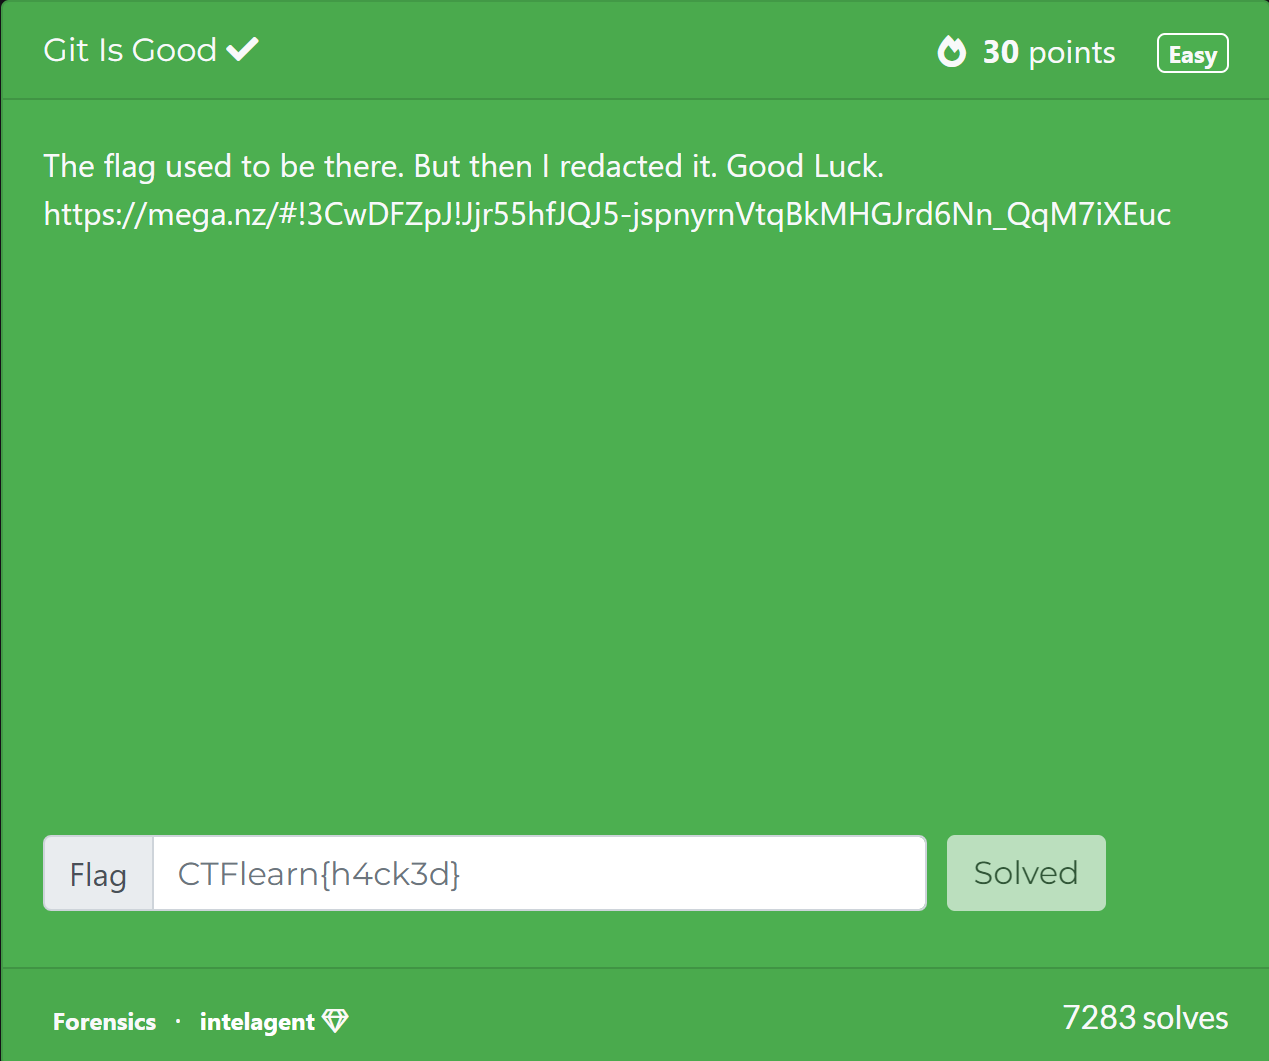 Git Is Good
30 points
Easy
The flag used to be there. But then I redacted it. Good Luck.
https://mega.nz/#!3CwDFZpJ!Jjr55hfJQJ5-jspnyrnVtqBkMHGJrd6Nn_QqM7iXEuc
Flag
CTFlearn{h4ck3d}
Solved
Forensics · intelagent
7283 solves